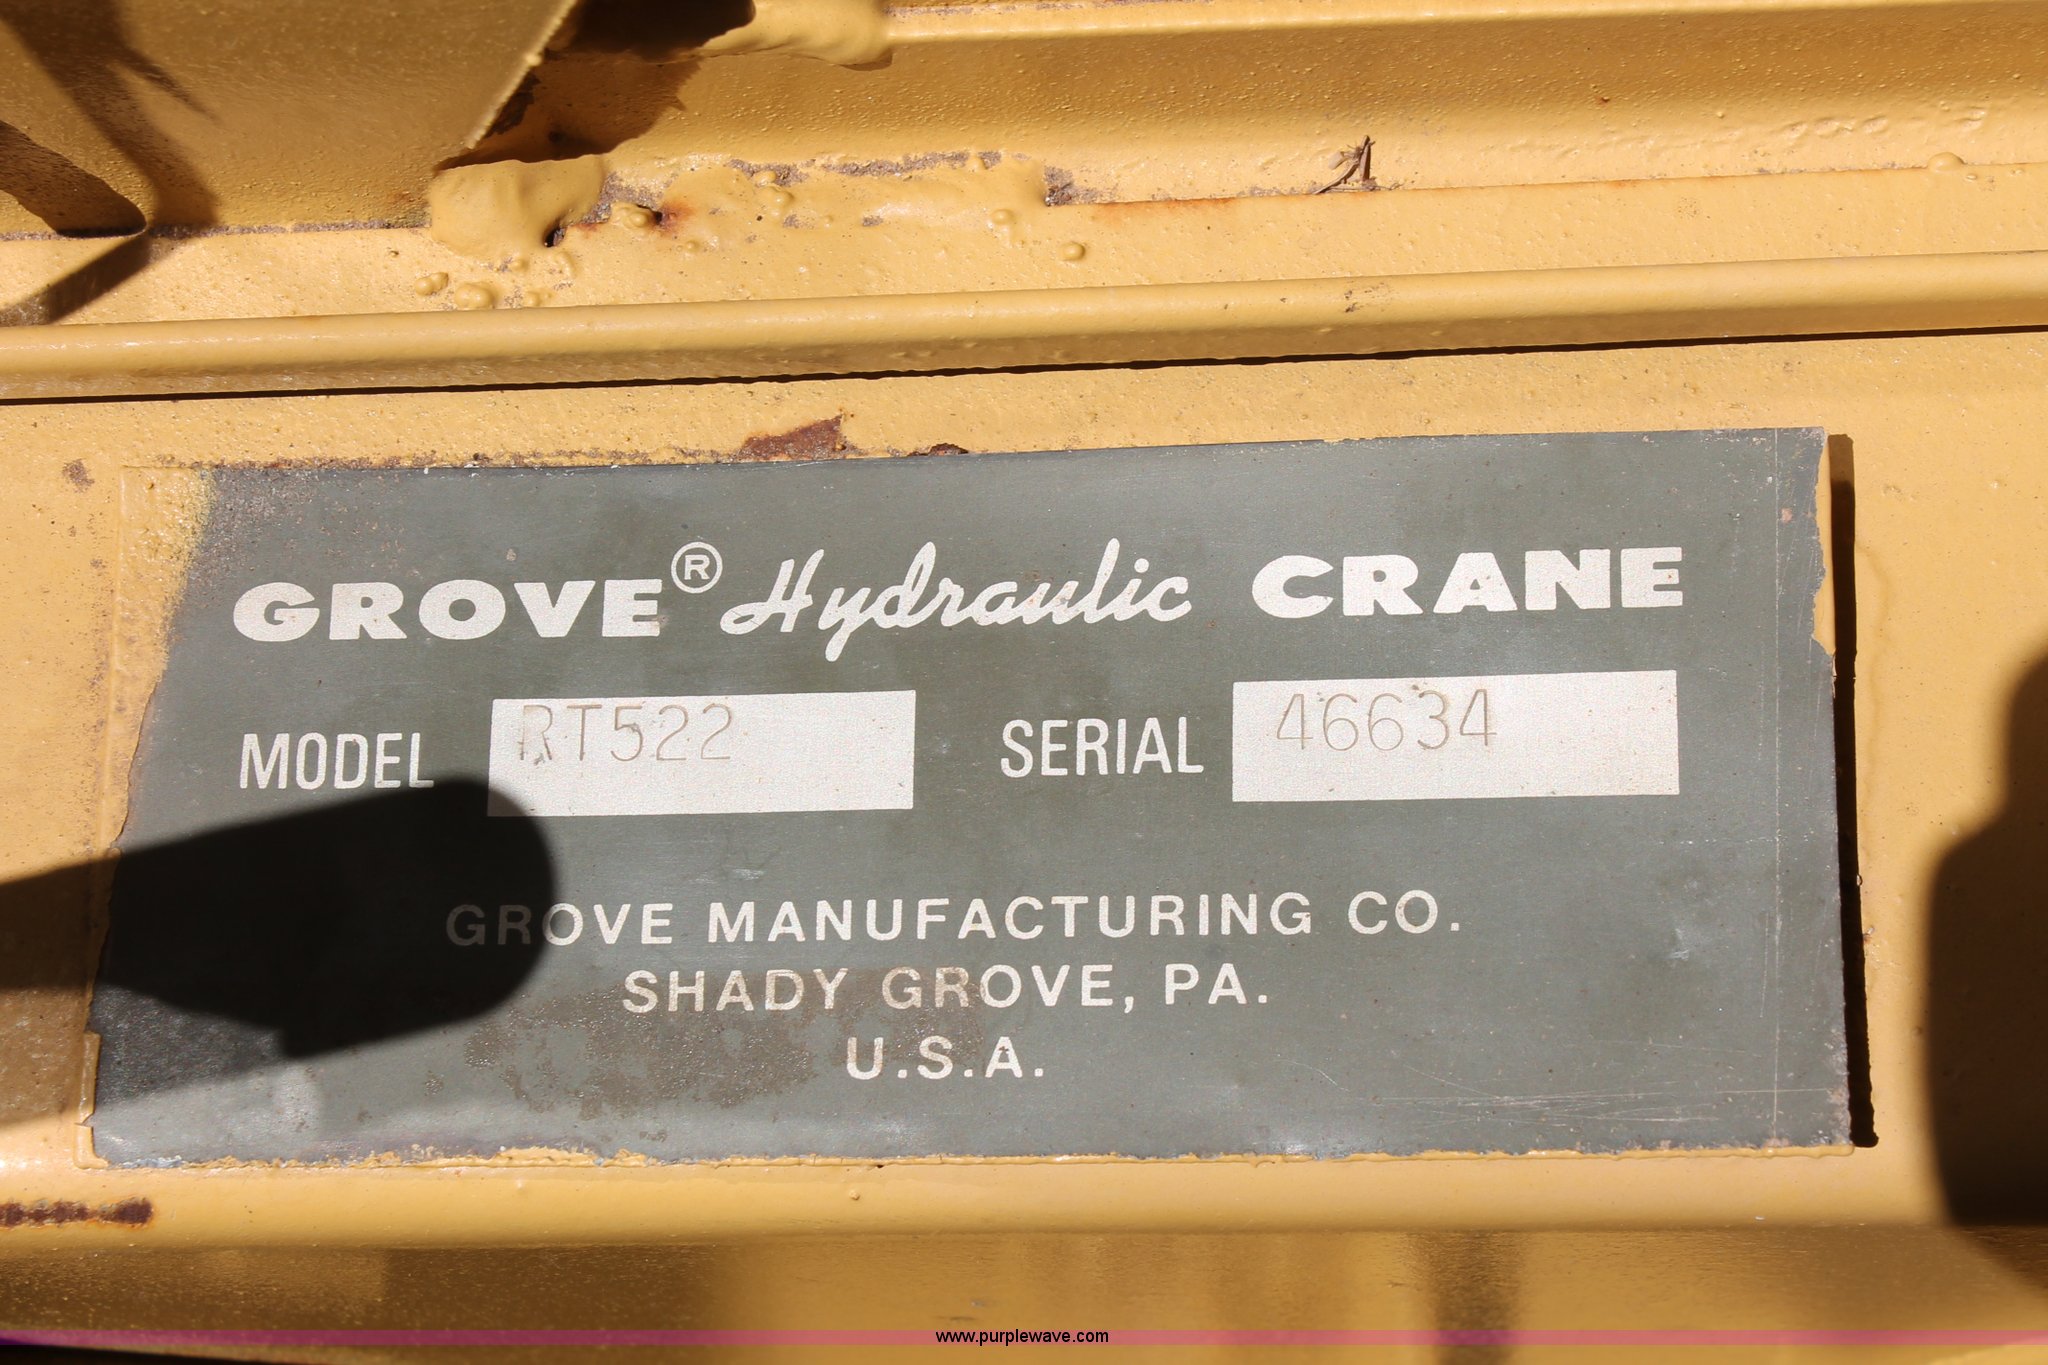 GROVE® Hydraulic CRANE
MODEL RT522 SERIAL 46634
GROVE MANUFACTURING CO.
SHADY GROVE, PA.
U.S.A.
www.purplewave.com